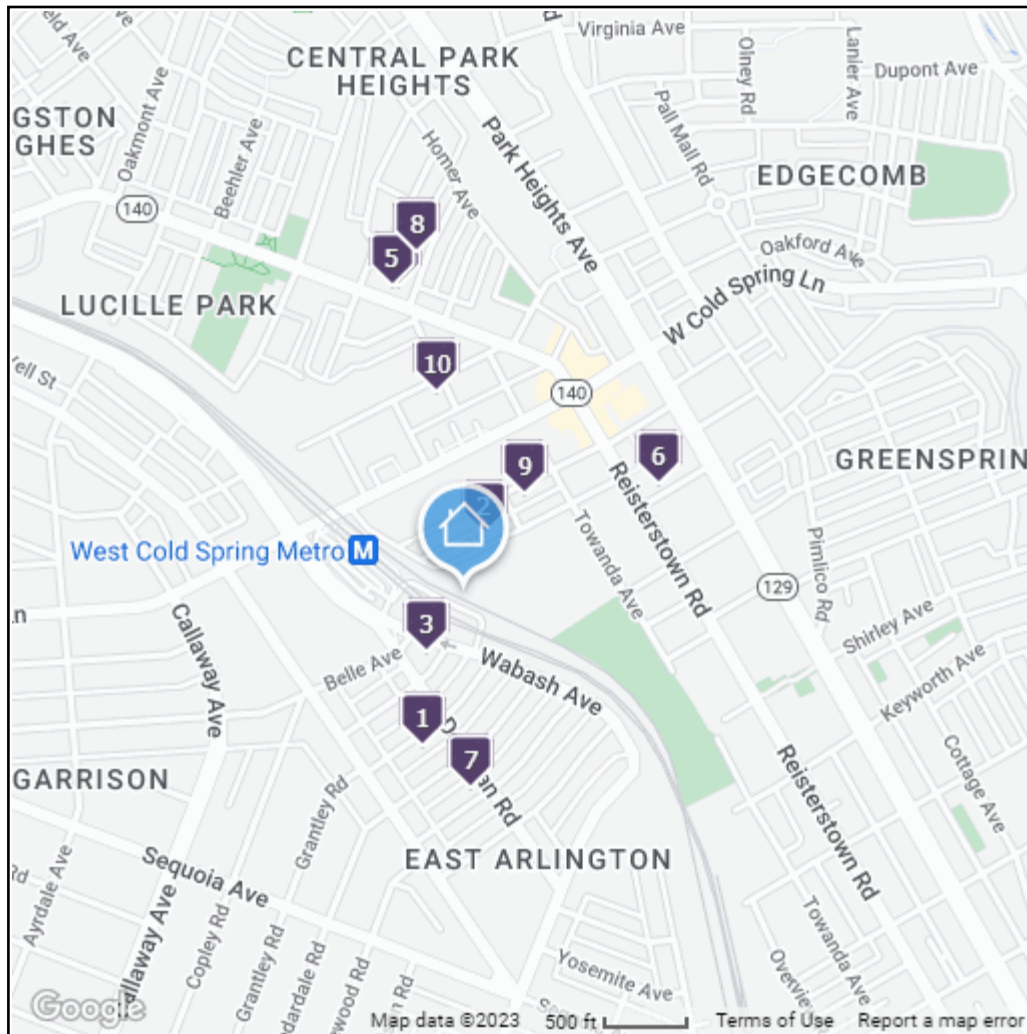 Virginia Ave
Olney Rd
Lanier Ave
Dupont Ave
CENTRAL PARK
HEIGHTS
Oakmont Ave
Beehler Ave
GSTON
GHES
Homer Ave
Park Heights Ave
Pall Mall Rd
EDGECOMB
140
8
5
Oakford Ave
W Cold Spring Ln
LUCILLE PARK
10
140
6
9
2
GREENSPRIN
Reisterstown Rd
Towanda Ave
Pimlico Rd
West Cold Spring Metro
M
129
Shirley Ave
Keyworth Ave
Callaway Ave
3
Belle Ave
Wabash Ave
1
7
GARRISON
Grantley Rd
Cottage Ave
Reisterstown Rd
EAST ARLINGTON
Sequoia Ave
Ayrdale Ave
Callaway Ave
Copley Rd
Grantley Rd
Towanda Ave
Yosemite Ave
Google
Map data ©2023
500 ft
Terms of Use
Report a map error